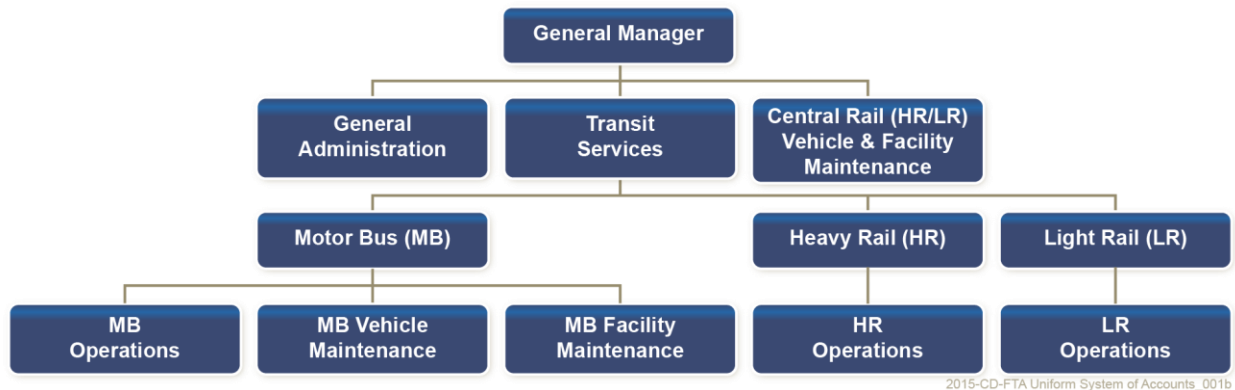 General Manager
General
Administration
Transit
Services
Central Rail (HR/LR)
Vehicle & Facility
Maintenance
Motor Bus (MB)
Heavy Rail (HR)
Light Rail (LR)
MB
Operations
MB Vehicle
Maintenance
MB Facility
Maintenance
HR
Operations
LR
Operations
2015-CD-FTA Uniform System of Accounts_001b